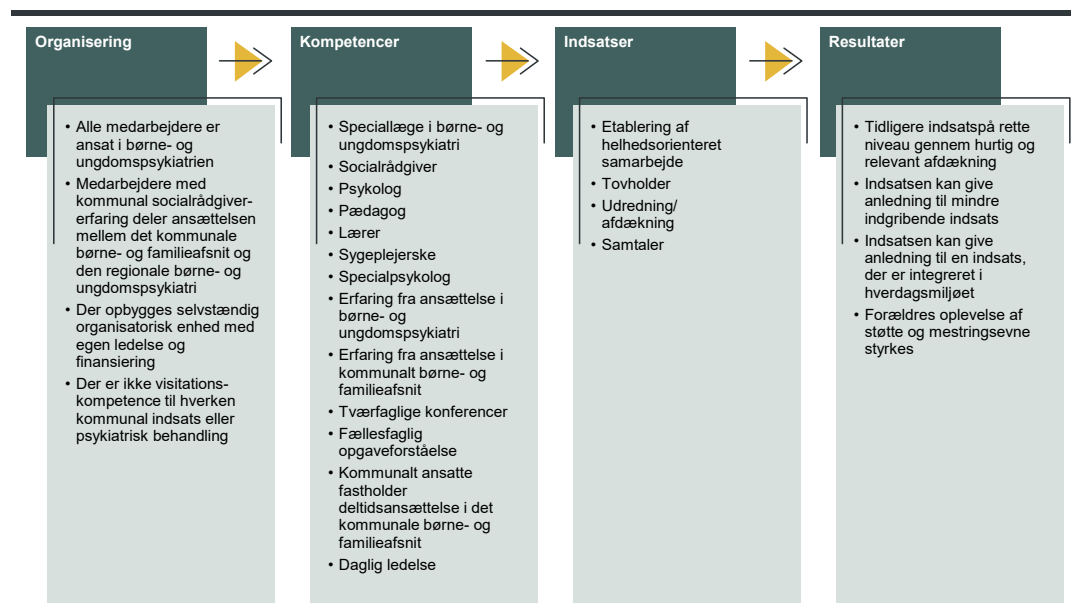 Organisering
• Alle medarbejdere er
ansat i børne- og
ungdomspsykiatrien
• Medarbejdere med
kommunal socialrådgiver-
erfaring deler ansættelsen
mellem det kommunale
børne- og familieafsnit og
den regionale børne- og
ungdomspsykiatri
• Der opbygges selvstændig
organisatorisk enhed med
egen ledelse og
finansiering
• Der er ikke visitations-
kompetence til hverken
kommunal indsats eller
psykiatrisk behandling
Kompetencer
• Speciallæge i børne- og
ungdomspsykiatri
• Socialrådgiver
• Psykolog
• Pædagog
• Lærer
• Sygeplejerske
• Specialpsykolog
• Erfaring fra ansættelse i
børne- og
ungdomspsykiatri
• Erfaring fra ansættelse i
kommunalt børne- og
familieafsnit
• Tværfaglige konferencer
• Fællesfaglig
opgaveforståelse
• Kommunalt ansatte
fastholder
deltidsansættelse i det
kommunale børne- og
familieafsnit
• Daglig ledelse
Indsatser
• Etablering af
helhedsorienteret
samarbejde
• Tovholder
• Udredning/
afdækning
• Samtaler
Resultater
• Tidligere indsatspå rette
niveau gennem hurtig og
relevant afdækning
• Indsatsen kan give
anledning til mindre
indgribende indsats
• Indsatsen kan give
anledning til en indsats,
der er integreret i
hverdagsmiljøet
• Forældres oplevelse af
støtte og mestringsevne
styrkes